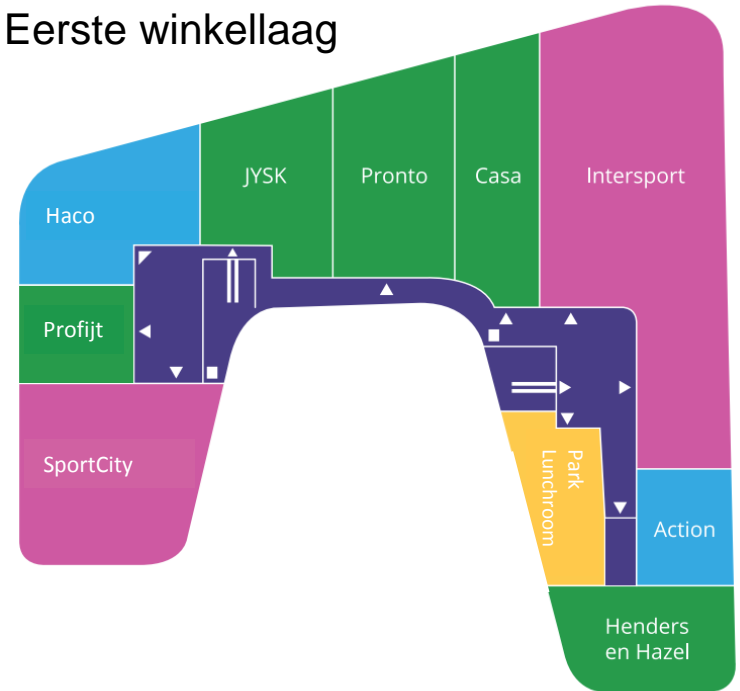 Eerste winkellaag
JYSK
Pronto
Casa
Intersport
Haco
Profijt
SportCity
Park
Lunchroom
Action
Henders
en Hazel